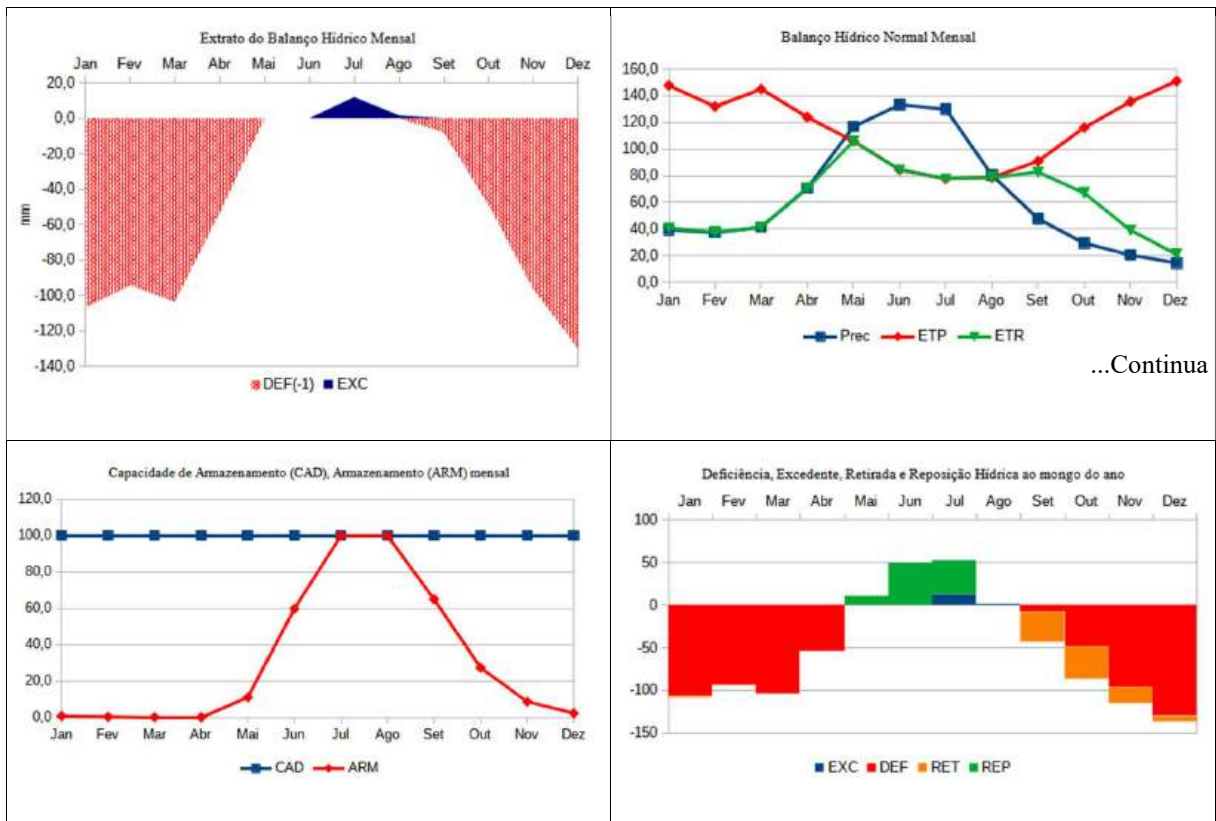 Extrato do Balanço Hídrico Mensal
Jan Fev Mar Abr Mai Jun Jul Ago Set Out Nov Dez
20,0
0,0
-20,0
-40,0
-60,0
-80,0
-100,0
-120,0
-140,0
mm
DEF(-1) EXC
Balanço Hídrico Normal Mensal
160,0
140,0
120,0
100,0
80,0
60,0
40,0
20,0
0,0
Jan Fev Mar Abr Mai Jun Jul Ago Set Out Nov Dez
Prec ETP ETR
...Continua
Capacidade de Armazenamento (CAD), Armazenamento (ARM) mensal
120,0
100,0
80,0
60,0
40,0
20,0
0,0
Jan Fev Mar Abr Mai Jun Jul Ago Set Out Nov Dez
CAD ARM
Deficiência, Excedente, Retirada e Reposição Hídrica ao mongo do ano
Jan Fev Mar Abr Mai Jun Jul Ago Set Out Nov Dez
100
50
0
-50
-100
-150
EXC DEF RET REP